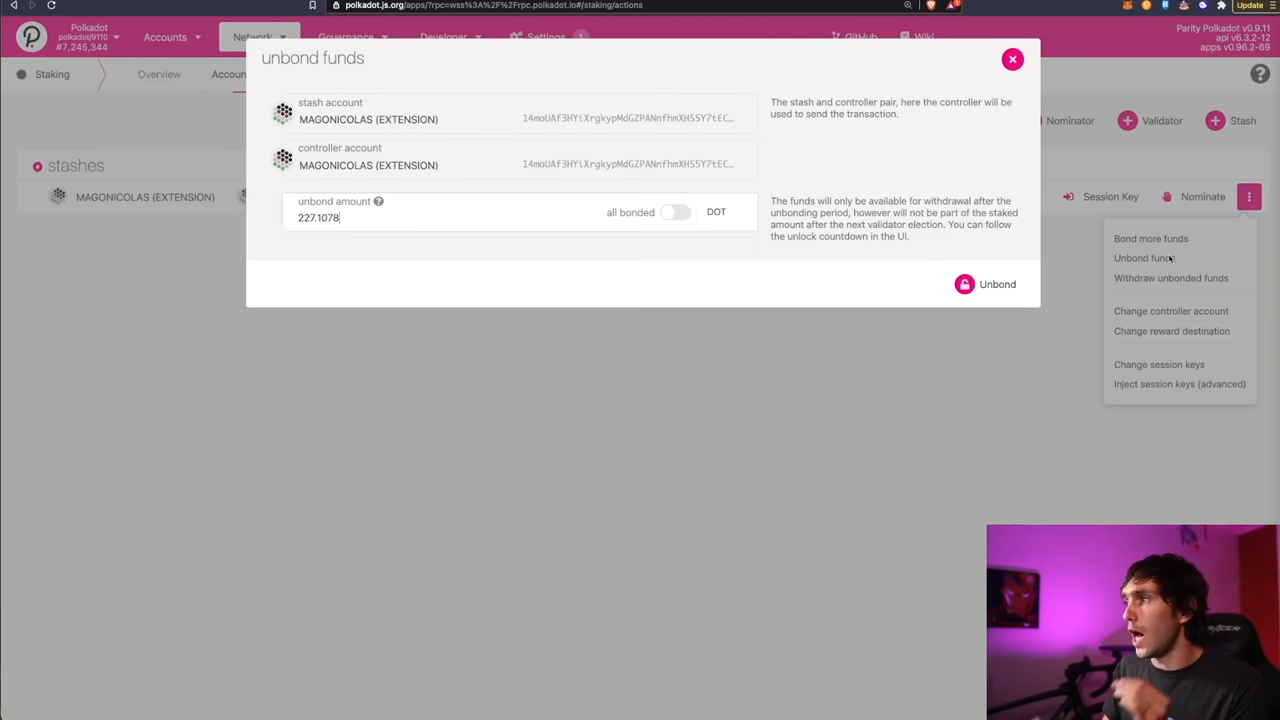 polkadot.js.org/apps/?rpc=wss%3A%2F%2Frpc.polkadot.io#/staking/actions
Update
Polkadot
polkadot/9110
#7,245,344
Accounts
Network
Governance
Developer
Settings
1
GitHub
Wiki
Parity Polkadot v0.9.11
api v6.3.2-12
apps v0.96.2-69
Staking
Overview
Accoun
unbond funds
stash account
MAGONICOLAS (EXTENSION)
14moUAf3HYiXrgkypMdGZPANnfhmXHS5Y7tEC…
The stash and controller pair, here the controller will be
used to send the transaction.
controller account
MAGONICOLAS (EXTENSION)
14moUAf3HYiXrgkypMdGZPANnfhmXHS5Y7tEC…
unbond amount
227.1078
all bonded
DOT
The funds will only be available for withdrawal after the
unbonding period, however will not be part of the staked
amount after the next validator election. You can follow
the unlock countdown in the UI.
Unbond
Nominator
Validator
Stash
stashes
MAGONICOLAS (EXTENSION)
Session Key
Nominate
Bond more funds
Unbond funds
Withdraw unbonded funds
Change controller account
Change reward destination
Change session keys
Inject session keys (advanced)